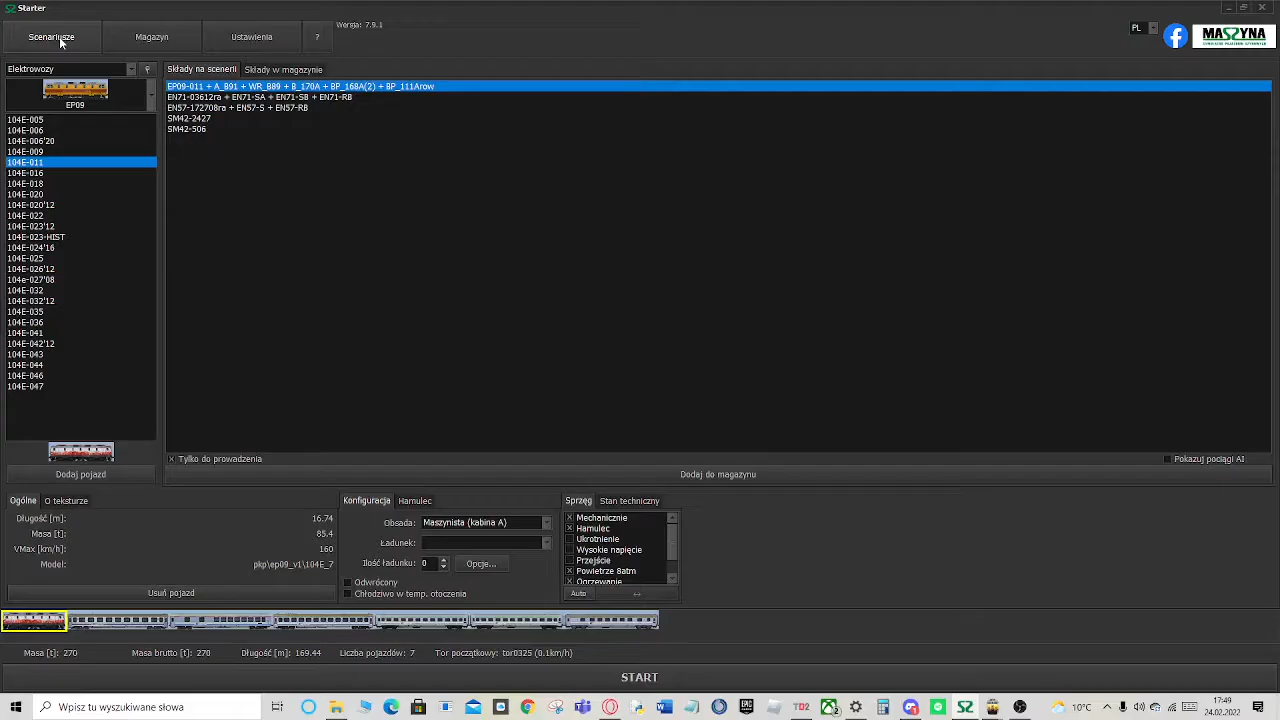 Starter
Scenariusze
Magazyn
Ustawienia
?
Wersja: 7.9.1
PL
MASZYNA
Elektrowozy
EP09
Składy na scenerii
Składy w magazynie
104E-005
104E-006
104E-006'20
104E-009
104E-011
104E-016
104E-018
104E-020
104E-020'12
104E-022
104E-023'12
104E-023-HIST
104E-024'16
104E-025
104E-026'12
104e-027'08
104E-032
104E-032'12
104E-035
104E-036
104E-041
104E-042'12
104E-043
104E-044
104E-046
104E-047
EP09-011 + A_B91 + WR_B89 + B_170A + BP_168A(2) + BP_111Arow
EN71-03612ra + EN71-SA + EN71-SB + EN71-RB
EN57-172708ra + EN57-S + EN57-RB
SM42-2427
SM42-506
Tylko do prowadzenia
Pokazuj pociągi AI
Dodaj pojazd
Dodaj do magazynu
Ogólne
O teksturze
Długość [m]: 16.74
Masa [t]: 85.4
VMax [km/h]: 160
Model: pkp\ep09_v1\104E_7
Usuń pojazd
Konfiguracja
Hamulec
Obsada: Maszynista (kabina A)
Ładunek:
Ilość ładunku: 0
Opcje...
Odwrócony
Chłodziwo w temp. otoczenia
Sprzęg
Stan techniczny
Mechanicznie
Hamulec
Ukrotnienie
Wysokie napięcie
Przejście
Powietrze 8atm
Ogrzewanie
Auto
Masa [t]: 270
Masa brutto [t]: 270
Długość [m]: 169.44
Liczba pojazdów: 7
Tor początkowy: tor0325 (0.1km/h)
START
Wpisz tu wyszukiwane słowa
TD2
EPIC
10°C
17:49
24.02.2022